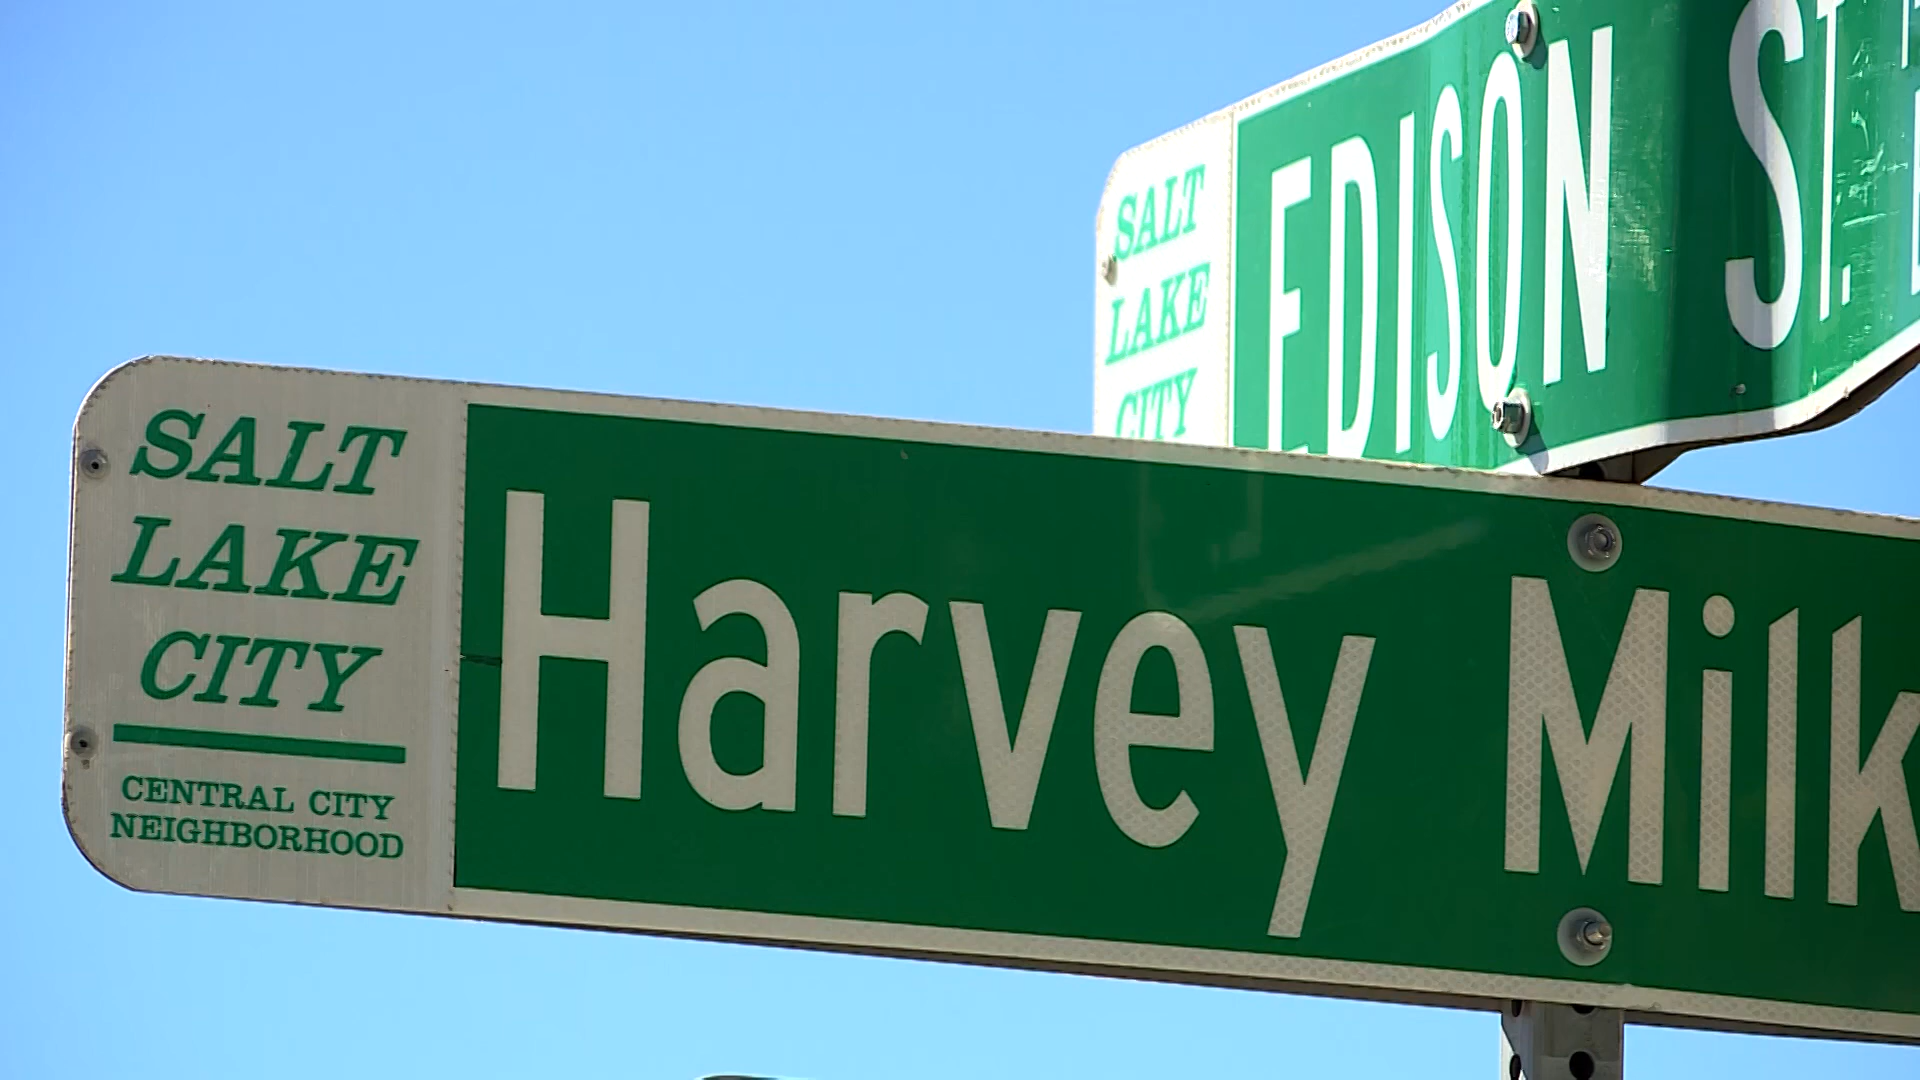 SALT
LAKE
CITY
EDISON ST.
SALT
LAKE
CITY
CENTRAL CITY
NEIGHBORHOOD
Harvey Milk